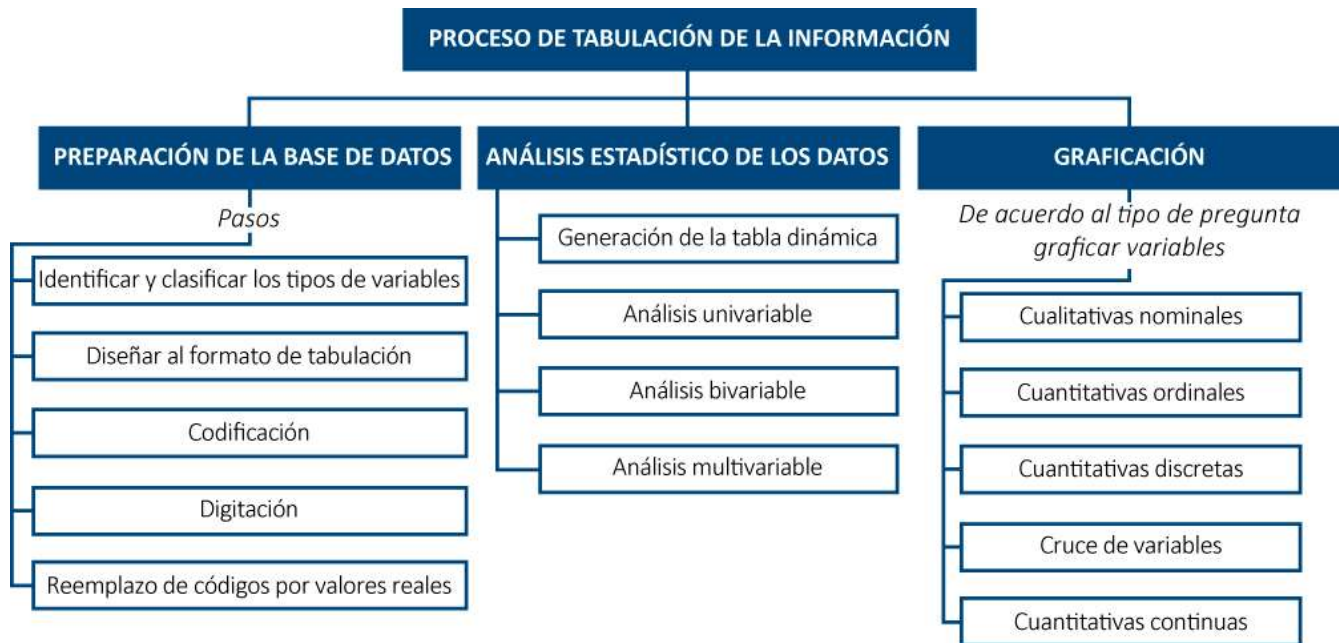 PROCESO DE TABULACIÓN DE LA INFORMACIÓN
PREPARACIÓN DE LA BASE DE DATOS
Pasos
Identificar y clasificar los tipos de variables
Diseñar al formato de tabulación
Codificación
Digitación
Reemplazo de códigos por valores reales
ANÁLISIS ESTADÍSTICO DE LOS DATOS
Generación de la tabla dinámica
Análisis univariable
Análisis bivariable
Análisis multivariable
GRAFICACIÓN
De acuerdo al tipo de pregunta
graficar variables
Cualitativas nominales
Cuantitativas ordinales
Cuantitativas discretas
Cruce de variables
Cuantitativas continuas